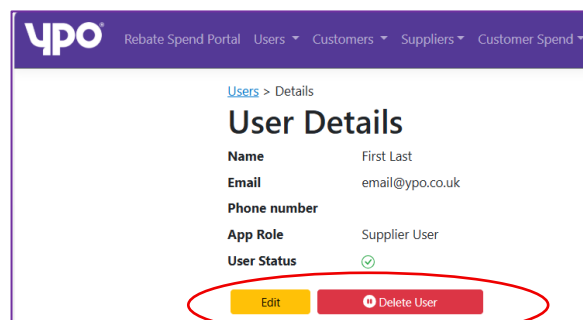 ypo
Rebate Spend Portal Users Customers Suppliers Customer Spend
Users > Details
User Details
Name First Last
Email email@ypo.co.uk
Phone number
App Role Supplier User
User Status
Edit Delete User